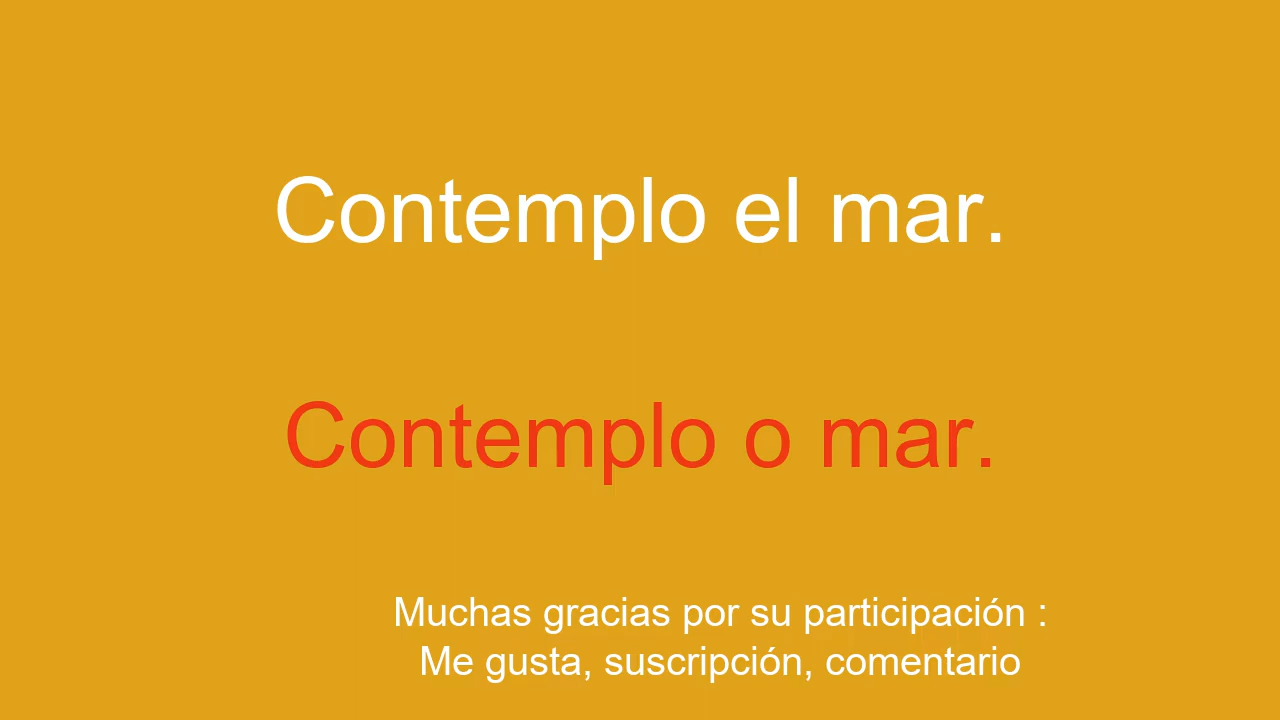 Contemplo el mar.
Contemplo o mar.
Muchas gracias por su participación :
Me gusta, suscripción, comentario